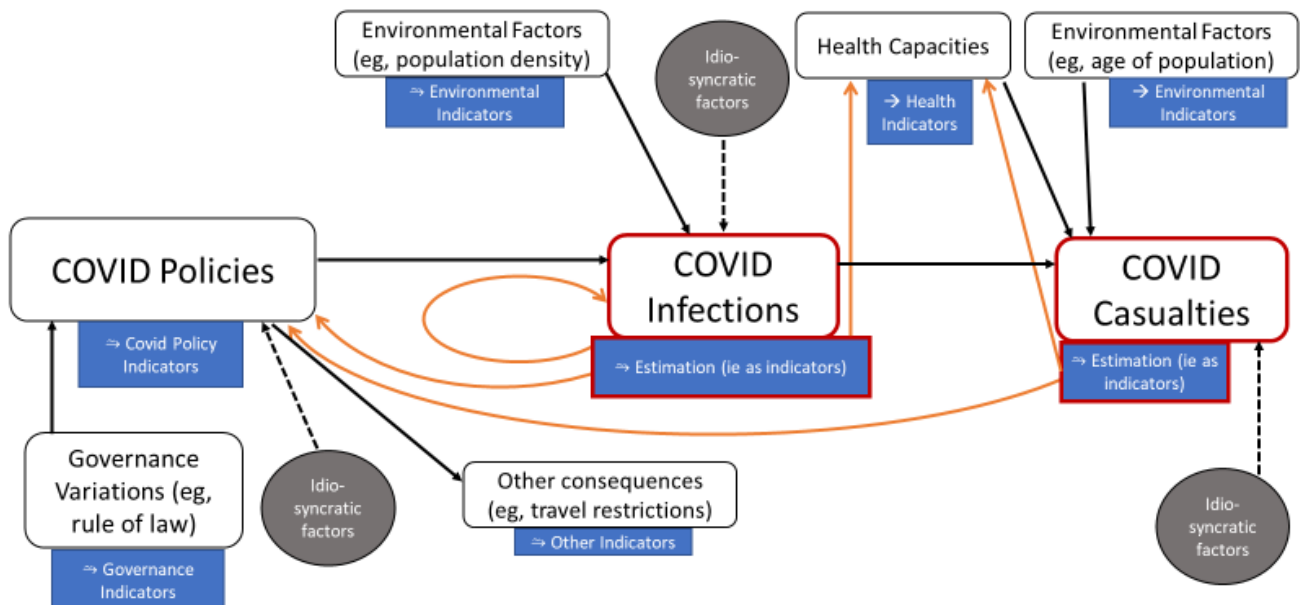 Environmental Factors
(eg, population density)
⇁ Environmental
Indicators
Idio-
syncratic
factors
Health Capacities
→ Health
Indicators
Environmental Factors
(eg, age of population)
→ Environmental
Indicators
COVID Policies
⇁ Covid Policy
Indicators
COVID
Infections
⇁ Estimation (ie as indicators)
COVID
Casualties
⇁ Estimation (ie as
indicators)
Governance
Variations (eg,
rule of law)
⇁ Governance
Indicators
Idio-
syncratic
factors
Other consequences
(eg, travel restrictions)
⇁ Other Indicators
Idio-
syncratic
factors